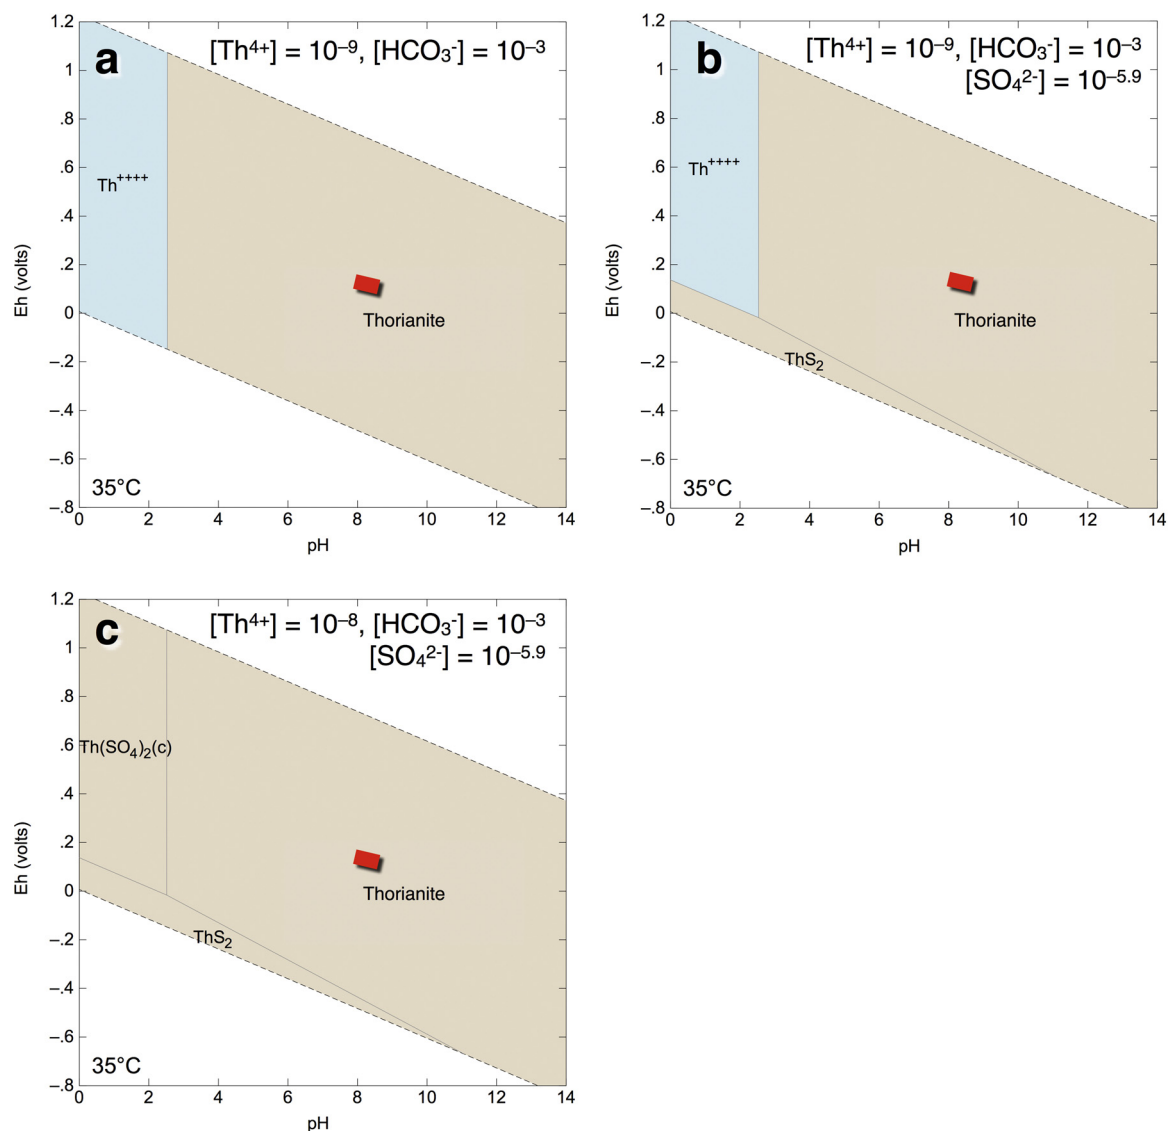 a
[Th⁴⁺] = 10⁻⁹, [HCO₃⁻] = 10⁻³
1.2
1
.8
.6
.4
.2
0
–.2
–.4
–.6
–.8
Eh (volts)
Th⁺⁺⁺⁺
Thorianite
35°C
0 2 4 6 8 10 12 14
pH
b
[Th⁴⁺] = 10⁻⁹, [HCO₃⁻] = 10⁻³
[SO₄²⁻] = 10⁻⁵·⁹
1.2
1
.8
.6
.4
.2
0
–.2
–.4
–.6
–.8
Eh (volts)
Th⁺⁺⁺⁺
Thorianite
ThS₂
35°C
0 2 4 6 8 10 12 14
pH
c
[Th⁴⁺] = 10⁻⁸, [HCO₃⁻] = 10⁻³
[SO₄²⁻] = 10⁻⁵·⁹
1.2
1
.8
.6
.4
.2
0
–.2
–.4
–.6
–.8
Eh (volts)
Th(SO₄)₂(c)
Thorianite
ThS₂
35°C
0 2 4 6 8 10 12 14
pH